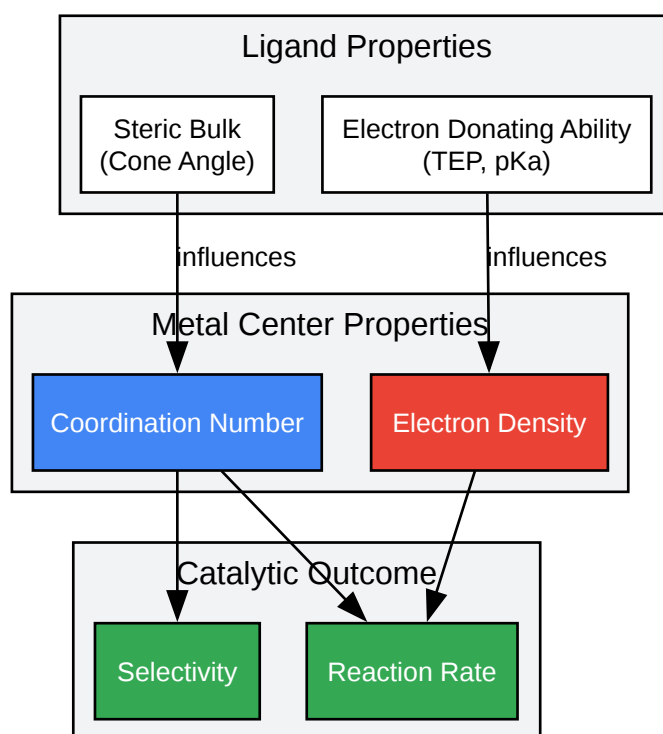 Ligand Properties
Steric Bulk
(Cone Angle)
Electron Donating Ability
(TEP, pKa)
influences
influences
Metal Center Properties
Coordination Number
Electron Density
Catalytic Outcome
Selectivity
Reaction Rate